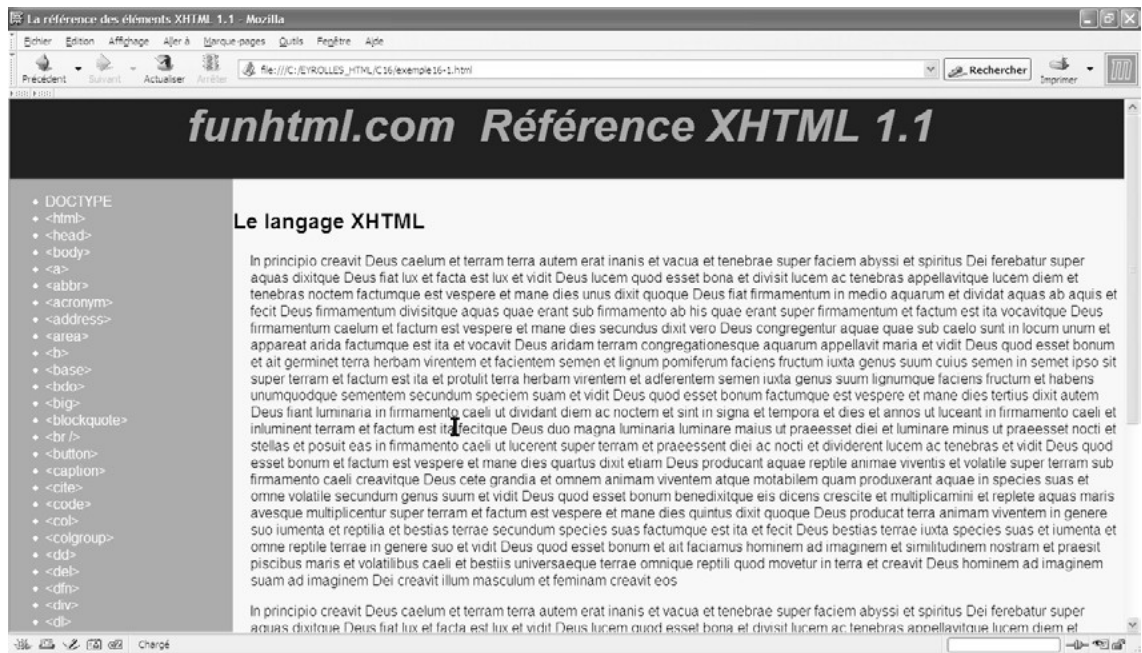 La référence des éléments XHTML 1.1 - Mozilla
Fichier Edition Affichage Aller à Marque-pages Outils Fenêtre Aide
Précédent Suivant Actualiser Arrêter file:///C:/EYROLLES_HTML/C16/exemple16-1.html Rechercher Imprimer
funhtml.com Référence XHTML 1.1
DOCTYPE
<html>
<head>
<body>
<a>
<abbr>
<acronym>
<address>
<area>
<b>
<base>
<bdo>
<big>
<blockquote>
<br />
<button>
<caption>
<cite>
<code>
<col>
<colgroup>
<dd>
<del>
<dfn>
<div>
<dl>
Le langage XHTML
In principio creavit Deus caelum et terram terra autem erat inanis et vacua et tenebrae super faciem abyssi et spiritus Dei ferebatur super
aquas dixitque Deus fiat lux et facta est lux et vidit Deus lucem quod esset bona et divisit lucem ac tenebras appellavitque lucem diem et
tenebras noctem factumque est vespere et mane dies unus dixit quoque Deus fiat firmamentum in medio aquarum et dividat aquas ab aquis et
fecit Deus firmamentum divisitque aquas quae erant sub firmamento ab his quae erant super firmamentum et factum est ita vocavitque Deus
firmamentum caelum et factum est vespere et mane dies secundus dixit vero Deus congregentur aquae quae sub caelo sunt in locum unum et
appareat arida factumque est ita et vocavit Deus aridam terram congregationesque aquarum appellavit maria et vidit Deus quod esset bonum
et ait germinet terra herbam virentem et facientem semen et lignum pomiferum faciens fructum iuxta genus suum cuius semen in semet ipso sit
super terram et factum est ita et protulit terra herbam virentem et adferentem semen iuxta genus suum lignumque faciens fructum et habens
unumquodque sementem secundum speciem suam et vidit Deus quod esset bonum factumque est vespere et mane dies tertius dixit autem
Deus fiant luminaria in firmamento caeli ut dividant diem ac noctem et sint in signa et tempora et dies et annos ut luceant in firmamento caeli et
inluminent terram et factum est ita fecitque Deus duo magna luminaria luminare maius ut praeesset diei et luminare minus ut praeesset nocti et
stellas et posuit eas in firmamento caeli ut lucerent super terram et praeessent diei ac nocti et dividerent lucem ac tenebras et vidit Deus quod
esset bonum et factum est vespere et mane dies quartus dixit etiam Deus producant aquae reptile animae viventis et volatile super terram sub
firmamento caeli creavitque Deus cete grandia et omnem animam viventem atque motabilem quam produxerant aquae in species suas et
omne volatile secundum genus suum et vidit Deus quod esset bonum benedixitque eis dicens crescite et multiplicamini et replete aquas maris
avesque multiplicentur super terram et factum est vespere et mane dies quintus dixit quoque Deus producat terra animam viventem in genere
suo iumenta et reptilia et bestias terrae secundum species suas factumque est ita et fecit Deus bestias terrae iuxta species suas et iumenta et
omne reptile terrae in genere suo et vidit Deus quod esset bonum et ait faciamus hominem ad imaginem et similitudinem nostram et praesit
piscibus maris et volatilibus caeli et bestiis universaeque terrae omnique reptili quod movetur in terra et creavit Deus hominem ad imaginem
suam ad imaginem Dei creavit illum masculum et feminam creavit eos
In principio creavit Deus caelum et terram terra autem erat inanis et vacua et tenebrae super faciem abyssi et spiritus Dei ferebatur super
aquas dixitque Deus fiat lux et facta est lux et vidit Deus lucem quod esset bona et divisit lucem ac tenebras appellavitque lucem diem et
Chargé